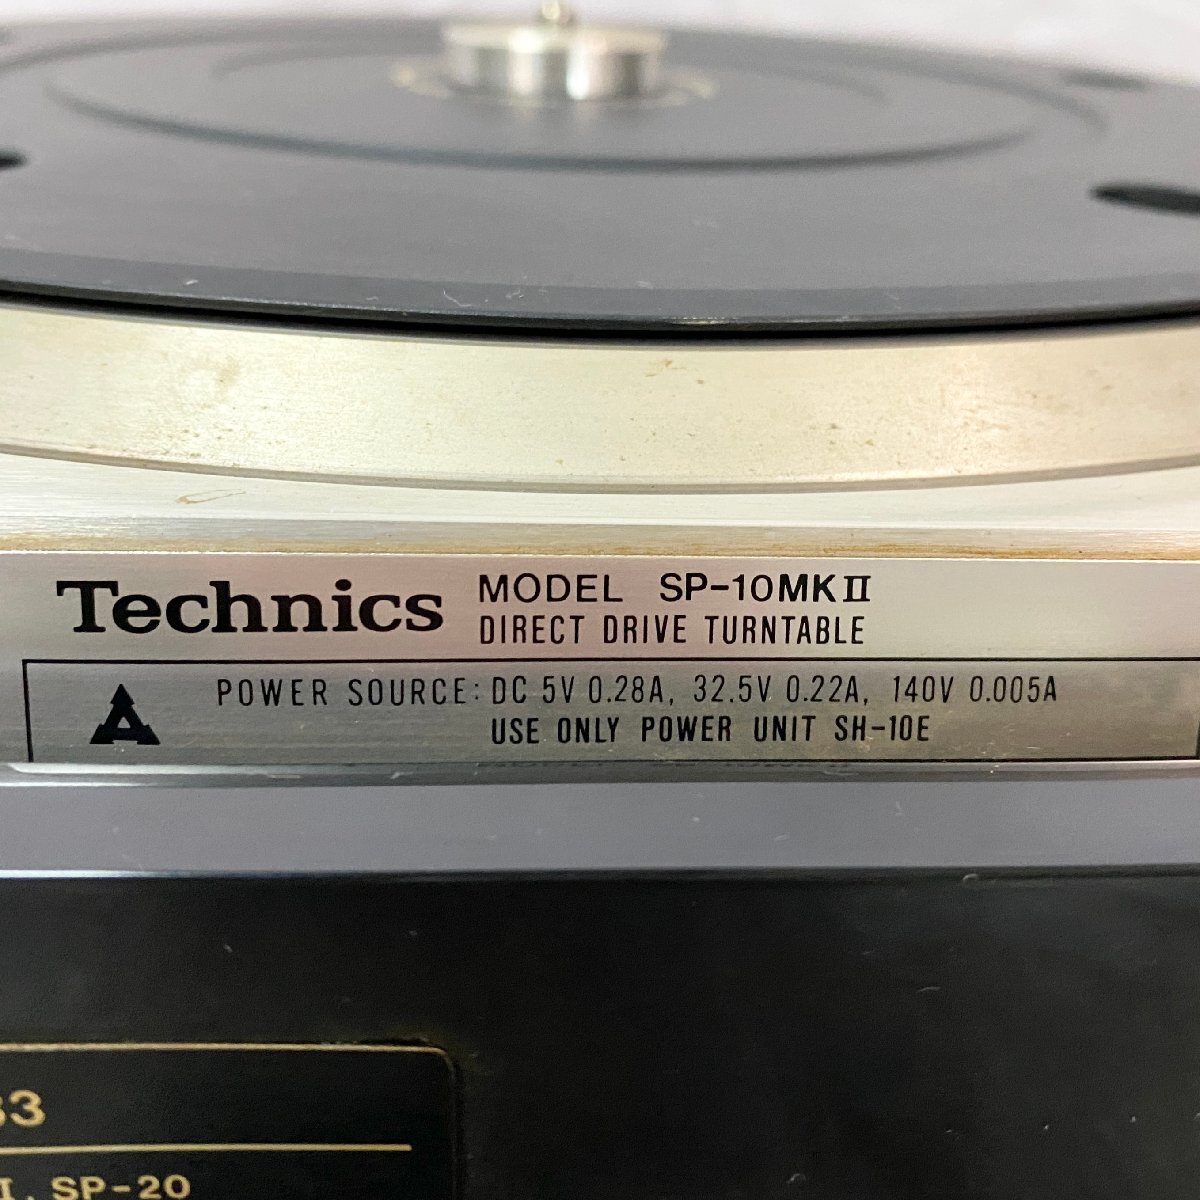 Technics
MODEL SP-10MKII
DIRECT DRIVE TURNTABLE
POWER SOURCE: DC 5V 0.28A, 32.5V 0.22A, 140V 0.005A
USE ONLY POWER UNIT SH-10E
SP-20